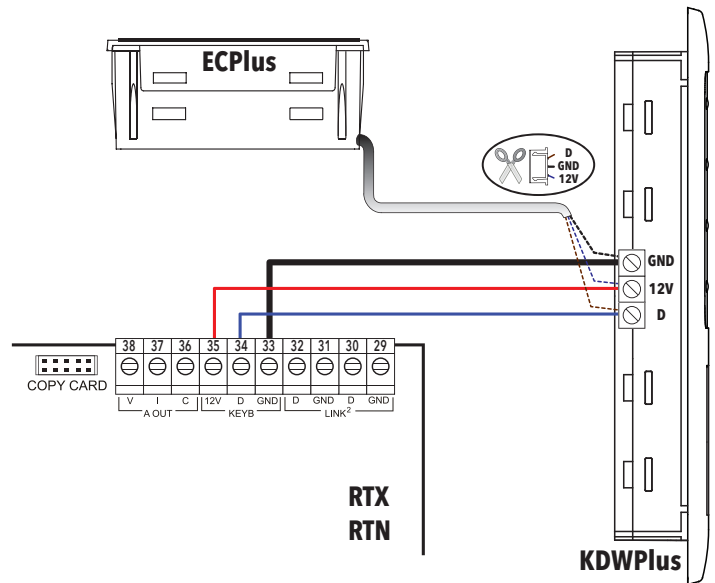 ECPlus
D
GND
12V
GND
12V
D
38 37 36 35 34 33 32 31 30 29
COPY CARD
V I C 12V D GND D GND D GND
A OUT KEYB LINK2
RTX
RTN
KDWPlus